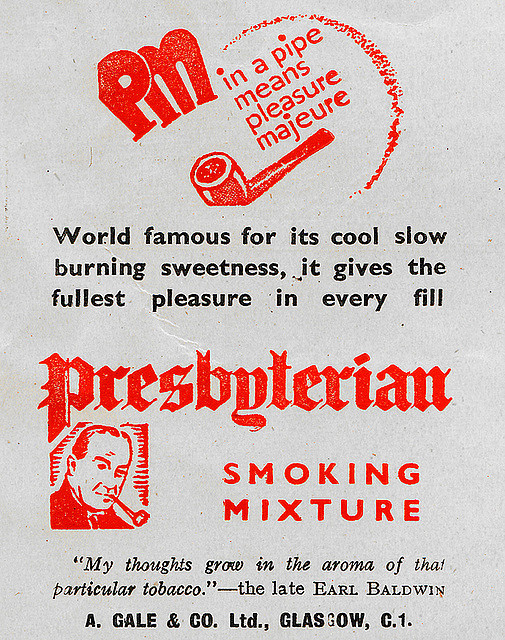 PM
in a pipe
means
pleasure
majeure
World famous for its cool slow
burning sweetness, it gives the
fullest pleasure in every fill
Presbyterian
SMOKING
MIXTURE
"My thoughts grow in the aroma of that
particular tobacco."—the late EARL BALDWIN
A. GALE & CO. Ltd., GLASGOW, C.1.